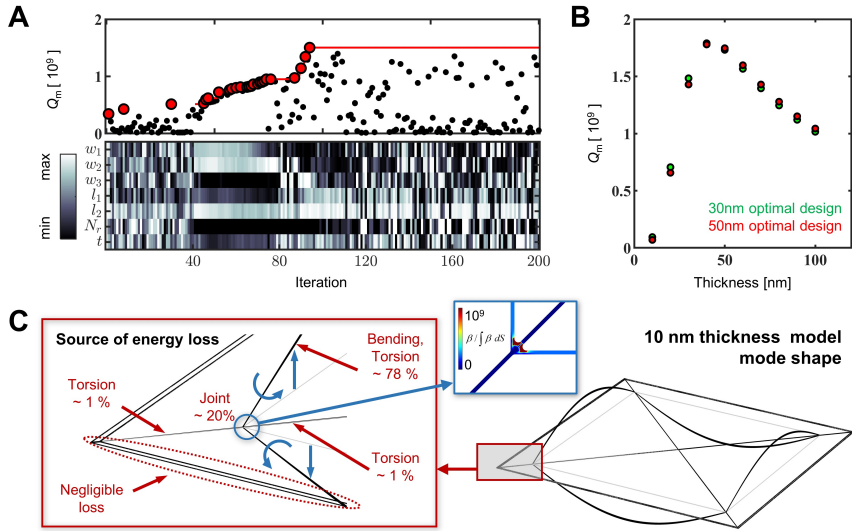 A
2
1
0
Q_m [ 10^9]
max
min
w_1
w_2
w_3
l_1
l_2
N_r
t
40
80
120
160
200
Iteration
B
2
1.5
1
0.5
0
Q_m [ 10^9]
30nm optimal design
50nm optimal design
0
50
100
Thickness [nm]
C
Source of energy loss
Bending,
Torsion
~ 78 %
Torsion
~ 1 %
Joint
~ 20%
Torsion
~ 1 %
Negligible
loss
10^9
β / ∫ β dS
0
10 nm thickness model
mode shape